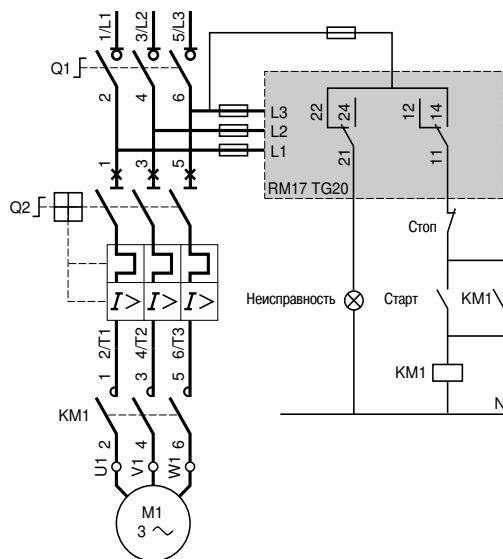 1/L1 3/L2 5/L3
Q1
2 4 6
L3
L2
L1
22 24 12 14
21 11
RM17 TG20
1 3 5
Q2
Стоп
I> I> I>
Неисправность
Старт
KM1
2/T1 4/T2 6/T3
1 3 5
KM1
N
KM1
2 4 6
U1 V1 W1
M1
3 ~